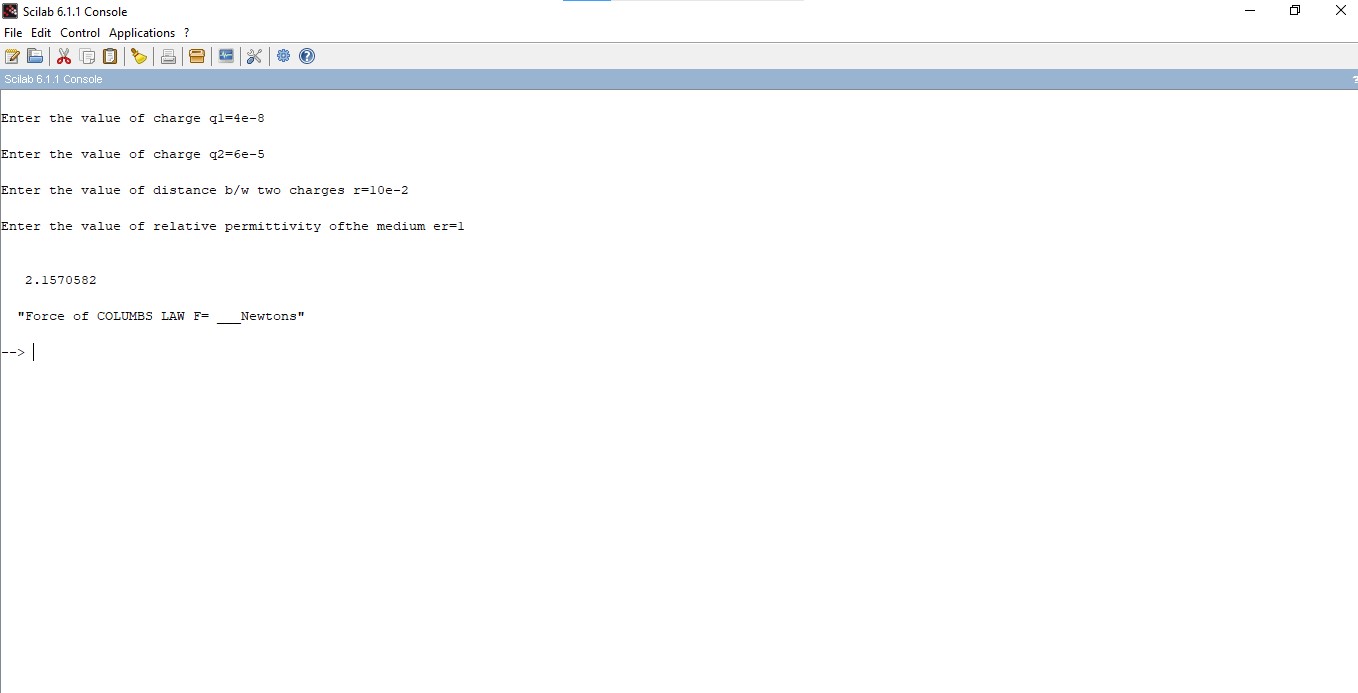 Scilab 6.1.1 Console
File Edit Control Applications ?
Scilab 6.1.1 Console ?
Enter the value of charge q1=4e-8
Enter the value of charge q2=6e-5
Enter the value of distance b/w two charges r=10e-2
Enter the value of relative permittivity ofthe medium er=1
2.1570582
"Force of COLUMBS LAW F= ___Newtons"
-->